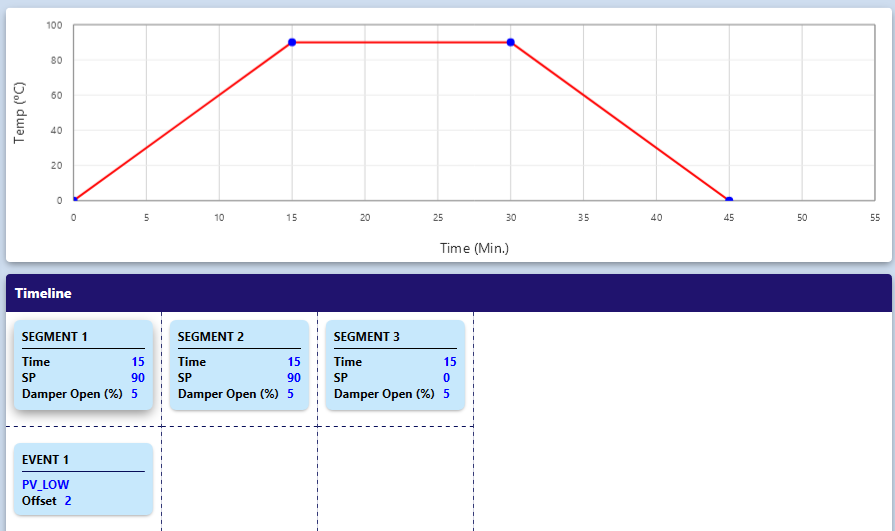 100
80
60
40
20
0
Temp (ºC)
0 5 10 15 20 25 30 35 40 45 50 55
Time (Min.)
Timeline
SEGMENT 1
Time 15
SP 90
Damper Open (%) 5
SEGMENT 2
Time 15
SP 90
Damper Open (%) 5
SEGMENT 3
Time 15
SP 0
Damper Open (%) 5
EVENT 1
PV_LOW
Offset 2